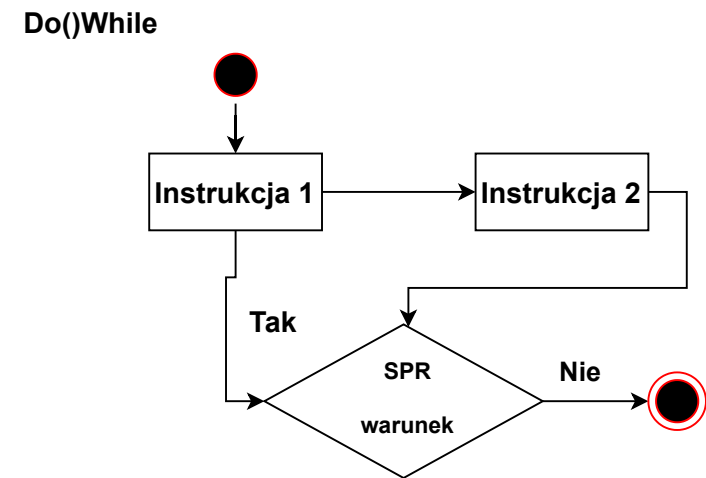 Do()While
Instrukcja 1
Instrukcja 2
Tak
SPR
warunek
Nie